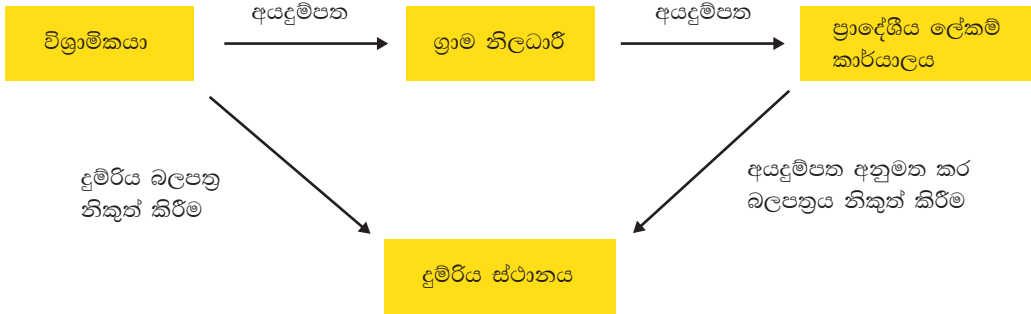 අයදුම්පත
අයදුම්පත
විශ්‍රාමිකයා
ග්‍රාම නිලධාරී
ප්‍රාදේශීය ලේකම්
කාර්යාලය
දුම්රිය බලපත්‍ර
නිකුත් කිරීම
අයදුම්පත අනුමත කර
බලපත්‍රය නිකුත් කිරීම
දුම්රිය ස්ථානය